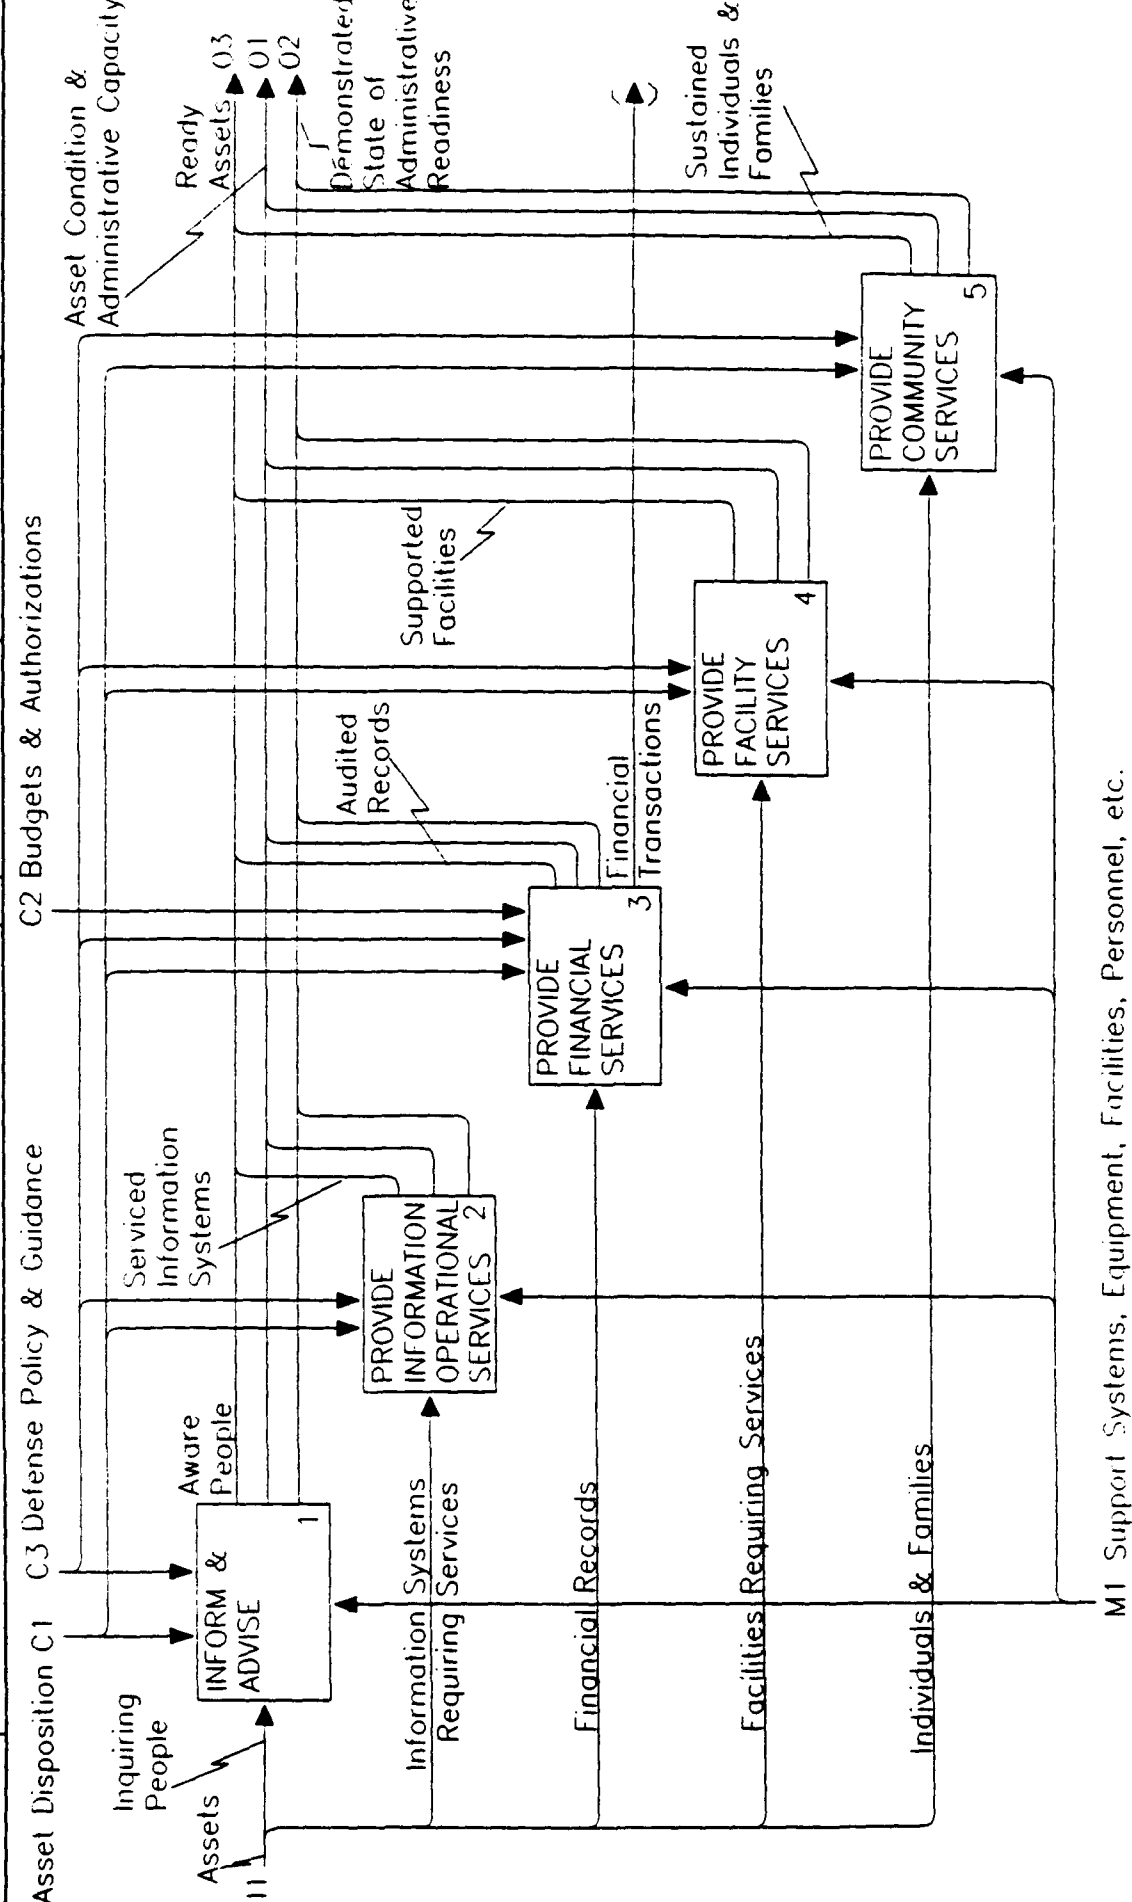 Asset Disposition C1
C3 Defense Policy & Guidance
C2 Budgets & Authorizations
Asset Condition &
Administrative Capacity
Inquiring
People
Assets
I1
INFORM &
ADVISE
1
Aware
People
Serviced
Information
Systems
Ready
Assets
O3
O1
O2
Demonstrated
State of
Administrative
Readiness
Information Systems
Requiring Services
PROVIDE
INFORMATION
OPERATIONAL
SERVICES 2
Audited
Records
Supported
Facilities
Sustained
Individuals &
Families
Financial Records
PROVIDE
FINANCIAL
SERVICES
3
Financial
Transactions
Facilities Requiring Services
PROVIDE
FACILITY
SERVICES
4
Individuals & Families
PROVIDE
COMMUNITY
SERVICES
5
M1 Support Systems, Equipment, Facilities, Personnel, etc.